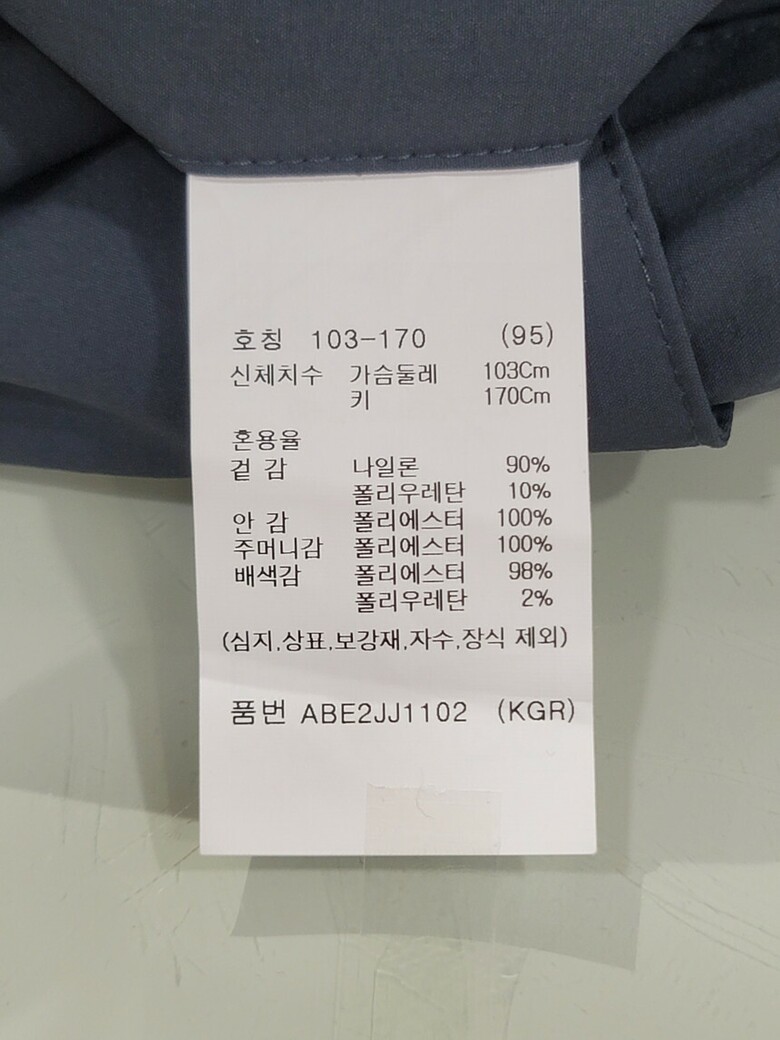 호칭 103-170 (95)
신체치수 가슴둘레 103Cm
키 170Cm
혼용율
겉 감 나일론 90%
폴리우레탄 10%
안 감 폴리에스터 100%
주머니감 폴리에스터 100%
배색감 폴리에스터 98%
폴리우레탄 2%
(심지,상표,보강재,자수,장식 제외)
품번 ABE2JJ1102 (KGR)